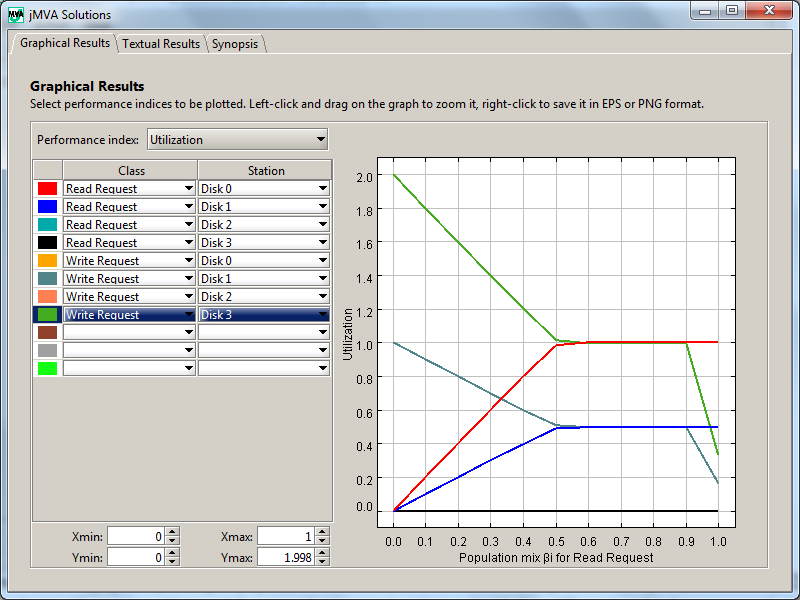 jMVA Solutions
Graphical Results
Textual Results
Synopsis
Graphical Results
Select performance indices to be plotted. Left-click and drag on the graph to zoom it, right-click to save it in EPS or PNG format.
Performance index: Utilization
Class Station
Read Request Disk 0
Read Request Disk 1
Read Request Disk 2
Read Request Disk 3
Write Request Disk 0
Write Request Disk 1
Write Request Disk 2
Write Request Disk 3
Xmin: 0 Xmax: 1
Ymin: 0 Ymax: 1.998
Utilization
2.0
1.8
1.6
1.4
1.2
1.0
0.8
0.6
0.4
0.2
0.0
0.0 0.1 0.2 0.3 0.4 0.5 0.6 0.7 0.8 0.9 1.0
Population mix βi for Read Request